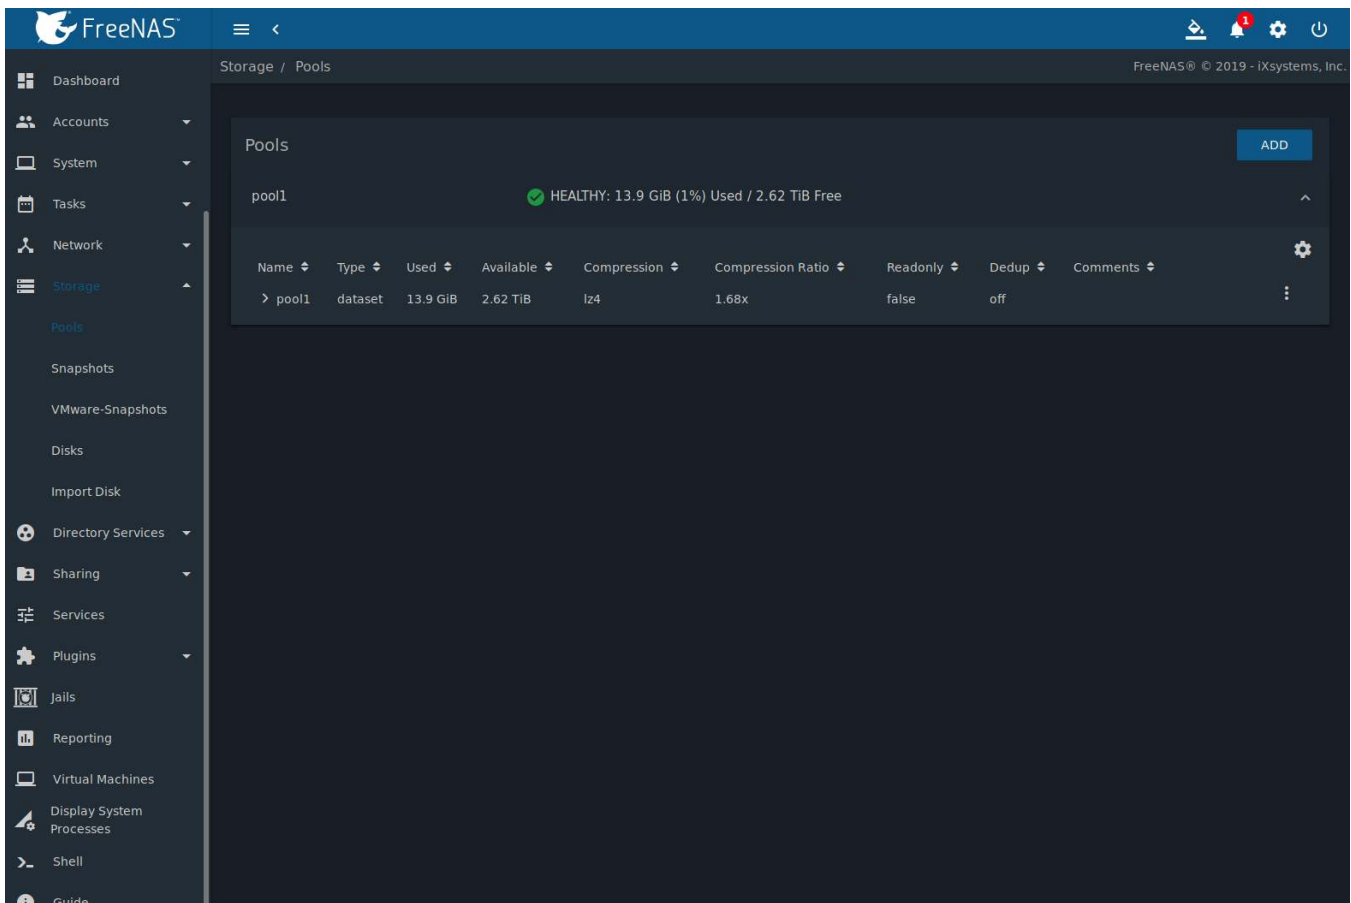 FreeNAS
1
Storage / Pools
FreeNAS® © 2019 - iXsystems, Inc.
Dashboard
Accounts
System
Tasks
Network
Storage
Pools
Snapshots
VMware-Snapshots
Disks
Import Disk
Directory Services
Sharing
Services
Plugins
Jails
Reporting
Virtual Machines
Display System
Processes
Shell
Guide
Pools
ADD
pool1 HEALTHY: 13.9 GiB (1%) Used / 2.62 TiB Free
Name Type Used Available Compression Compression Ratio Readonly Dedup Comments
pool1 dataset 13.9 GiB 2.62 TiB lz4 1.68x false off